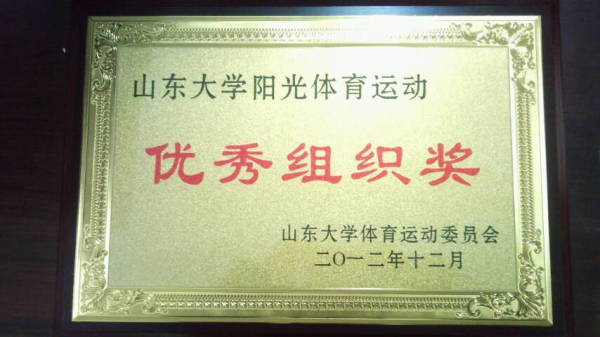 山东大学阳光体育运动
优秀组织奖
山东大学体育运动委员会
二〇一二年十二月